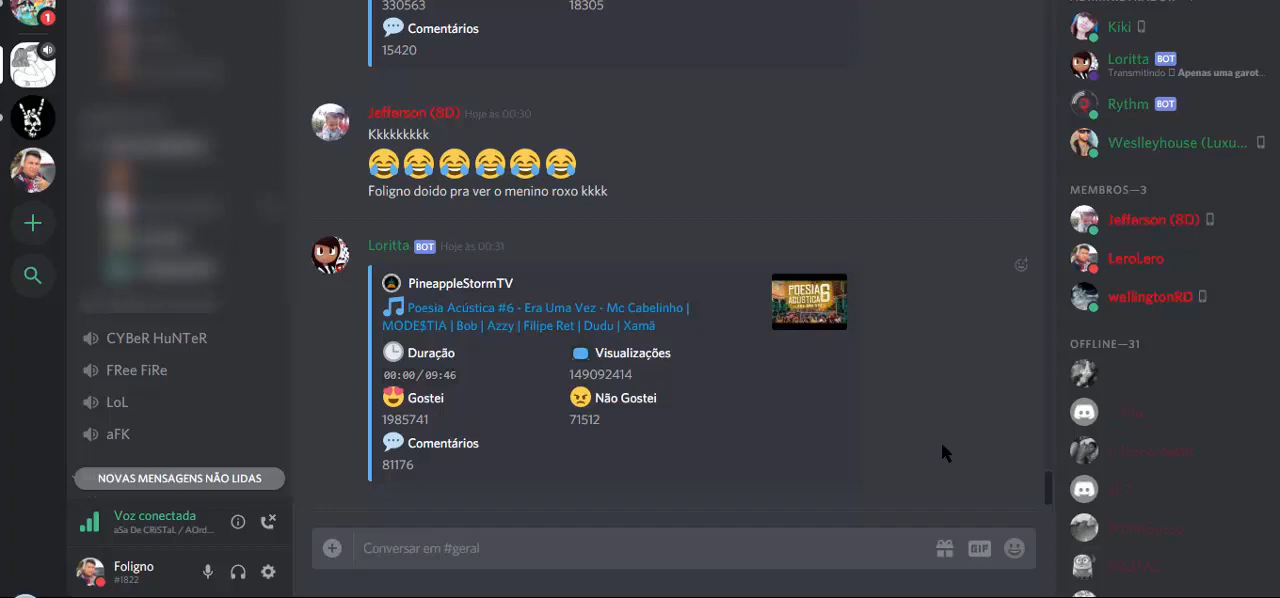 1
CYBeR HuNTeR
FRee FiRe
LoL
aFK
NOVAS MENSAGENS NÃO LIDAS
Voz conectada
aSa De CRiSTaL / AOrd...
Foligno
#1822
330563 18305
Comentários
15420
Jefferson (8D) Hoje às 00:30
Kkkkkkkkk
😂😂😂😂😂😂
Foligno doido pra ver o menino roxo kkkk
Loritta BOT Hoje às 00:31
PineappleStormTV
🎵 Poesia Acústica #6 - Era Uma Vez - Mc Cabelinho |
MODE$TIA | Bob | Azzy | Filipe Ret | Dudu | Xamã
POESIA
ACÚSTICA 6
Duração Visualizações
00:00/09:46 149092414
Gostei Não Gostei
1985741 71512
Comentários
81176
Conversar em #geral
GIF
Kiki
Loritta BOT
Transmitindo Apenas uma garot...
Rythm BOT
Weslleyhouse (Luxu...
MEMBROS—3
Jefferson (8D)
LeroLero
wellingtonRD
OFFLINE—31